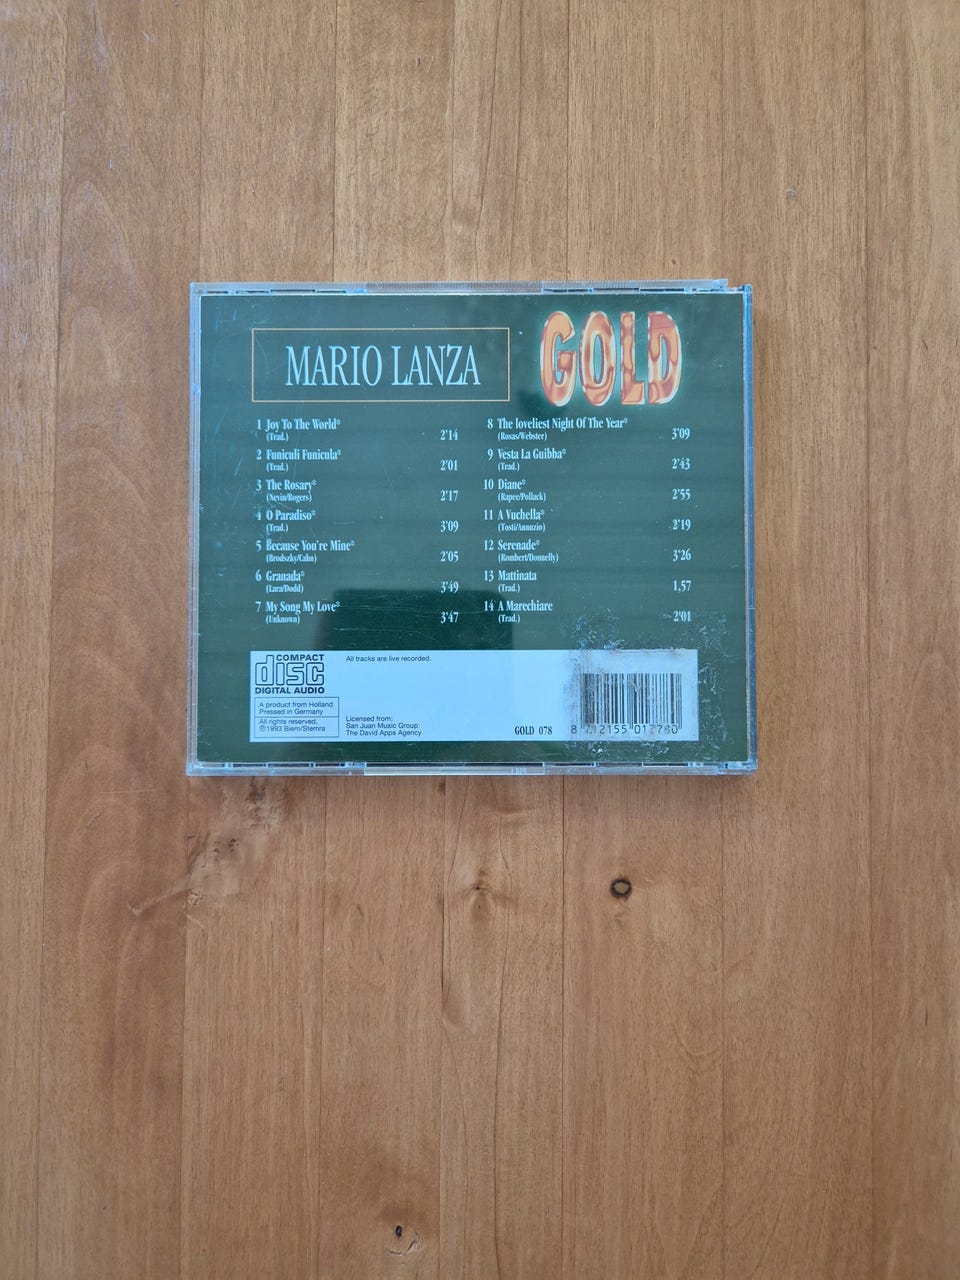 MARIO LANZA
GOLD
1 Joy To The World*
(Trad.)
2'14
2 Funiculi Funicula*
(Trad.)
2'01
3 The Rosary*
(Nevin/Rogers)
2'17
4 O Paradiso*
(Trad.)
3'09
5 Because You're Mine*
(Brodszky/Cahn)
2'05
6 Granada*
(Lara/Dodd)
3'49
7 My Song My Love*
(Unknown)
3'47
8 The loveliest Night Of The Year*
(Rosas/Webster)
3'09
9 Vesta La Guibba*
(Trad.)
2'43
10 Diane*
(Rapee/Pollack)
2'55
11 A Vuchella*
(Tosti/Annuzio)
2'19
12 Serenade*
(Rombert/Donnelly)
3'26
13 Mattinata
(Trad.)
1,57
14 A Marechiare
(Trad.)
2'01
COMPACT
disc
DIGITAL AUDIO
A product from Holland
Pressed in Germany
All rights reserved,
℗1993 Biem/Stemra
All tracks are live recorded.
Licensed from:
San Juan Music Group
The David Apps Agency
GOLD 078
8 712155 017780